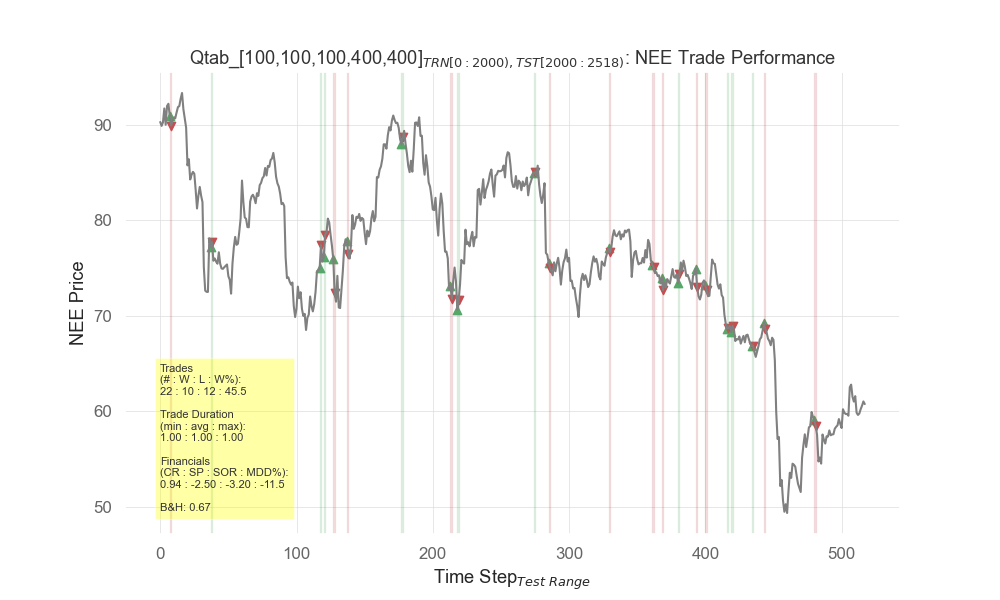 Qtab_[100,100,100,400,400]TRN[0 : 2000), TST[2000 : 2518): NEE Trade Performance
NEE Price
90
80
70
60
50
Trades
(# : W : L : W%):
22 : 10 : 12 : 45.5
Trade Duration
(min : avg : max):
1.00 : 1.00 : 1.00
Financials
(CR : SP : SOR : MDD%):
0.94 : -2.50 : -3.20 : -11.5
B&H: 0.67
0 100 200 300 400 500
Time StepTest Range